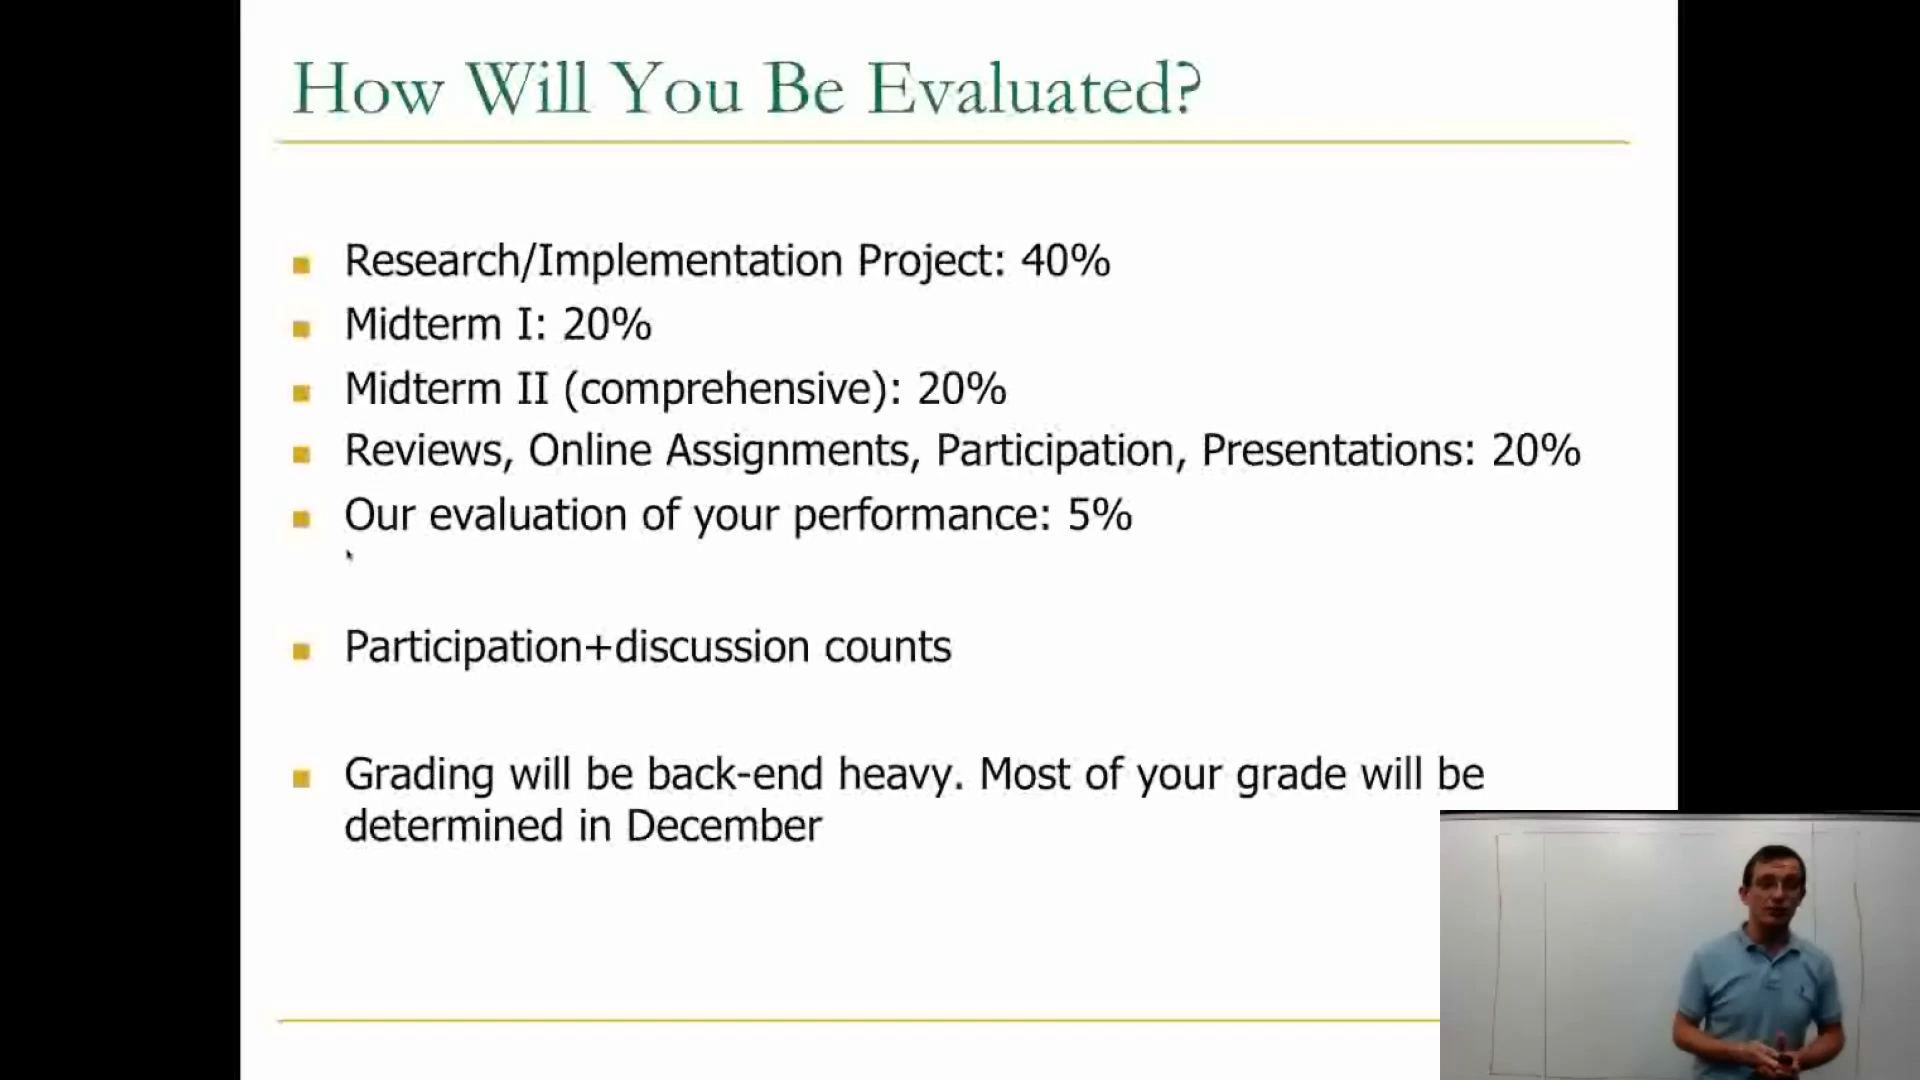 How Will You Be Evaluated?
Research/Implementation Project: 40%
Midterm I: 20%
Midterm II (comprehensive): 20%
Reviews, Online Assignments, Participation, Presentations: 20%
Our evaluation of your performance: 5%
Participation+discussion counts
Grading will be back-end heavy. Most of your grade will be
determined in December